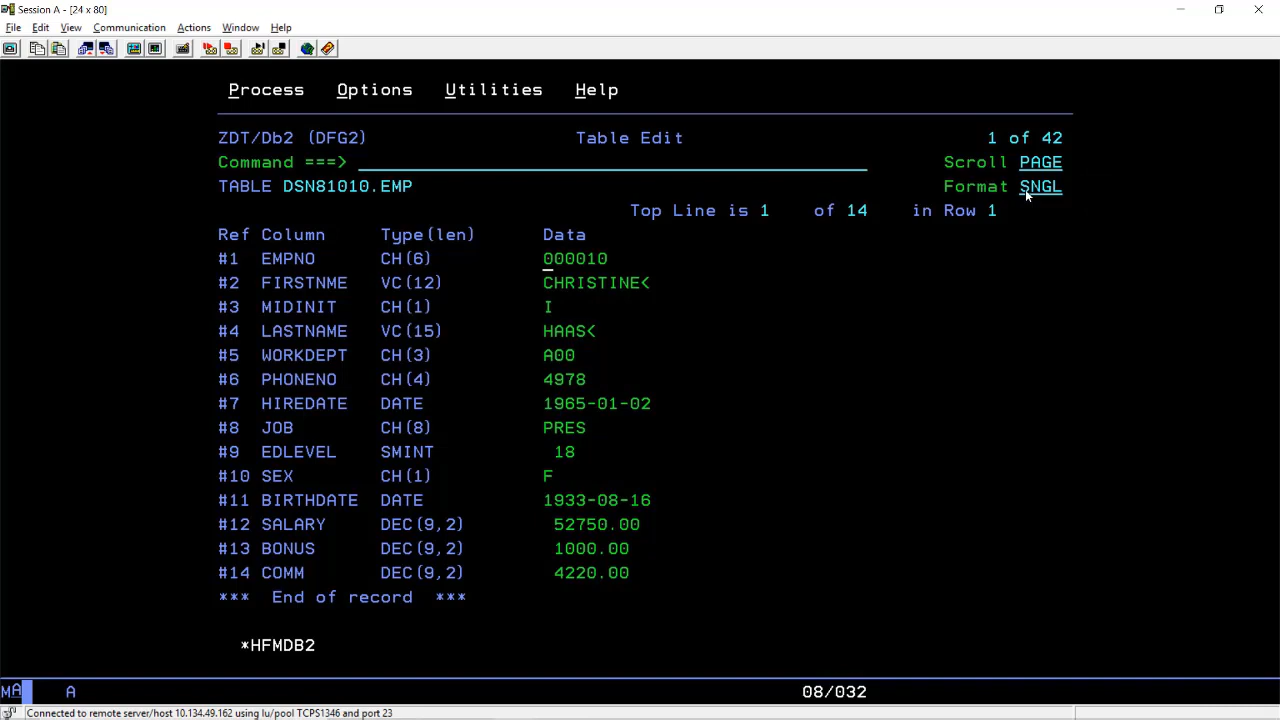 Session A - [24 x 80]
File Edit View Communication Actions Window Help
Process Options Utilities Help
ZDT/Db2 (DFG2) Table Edit 1 of 42
Command ===> Scroll PAGE
TABLE DSN81010.EMP Format SNGL
Top Line is 1 of 14 in Row 1
Ref Column Type(len) Data
#1 EMPNO CH(6) 000010
#2 FIRSTNME VC(12) CHRISTINE<
#3 MIDINIT CH(1) I
#4 LASTNAME VC(15) HAAS<
#5 WORKDEPT CH(3) A00
#6 PHONENO CH(4) 4978
#7 HIREDATE DATE 1965-01-02
#8 JOB CH(8) PRES
#9 EDLEVEL SMINT 18
#10 SEX CH(1) F
#11 BIRTHDATE DATE 1933-08-16
#12 SALARY DEC(9,2) 52750.00
#13 BONUS DEC(9,2) 1000.00
#14 COMM DEC(9,2) 4220.00
*** End of record ***
*HFMDB2
MA A 08/032
Connected to remote server/host 10.134.49.162 using lu/pool TCPS1346 and port 23